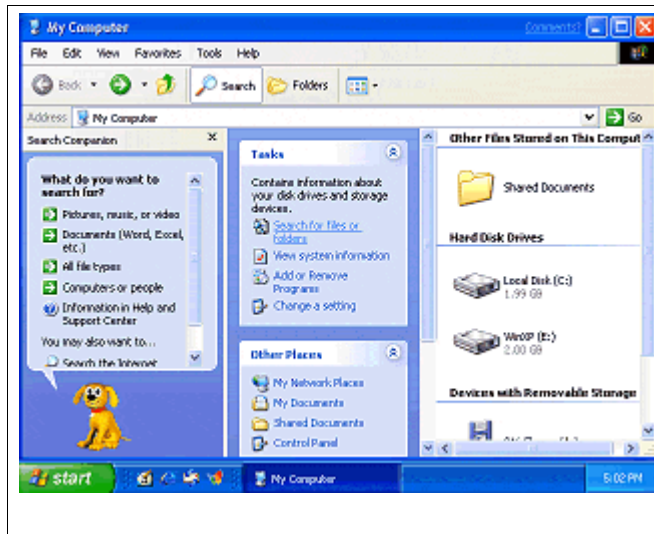 My Computer
Comments?
File Edit View Favorites Tools Help
Back
Search
Folders
Address
My Computer
Go
Search Companion
What do you want to
search for?
Pictures, music, or video
Documents (Word, Excel,
etc.)
All file types
Computers or people
Information in Help and
Support Center
You may also want to...
Search the Internet
Tasks
Contains information about
your disk drives and storage
devices.
Search for files or
folders
View system information
Add or Remove
Programs
Change a setting
Other Places
My Network Places
My Documents
Shared Documents
Control Panel
Other Files Stored on This Comput
Shared Documents
Hard Disk Drives
Local Disk (C:)
1.99 GB
WinXP (E:)
2.00 GB
Devices with Removable Storage
start
My Computer
5:02 PM